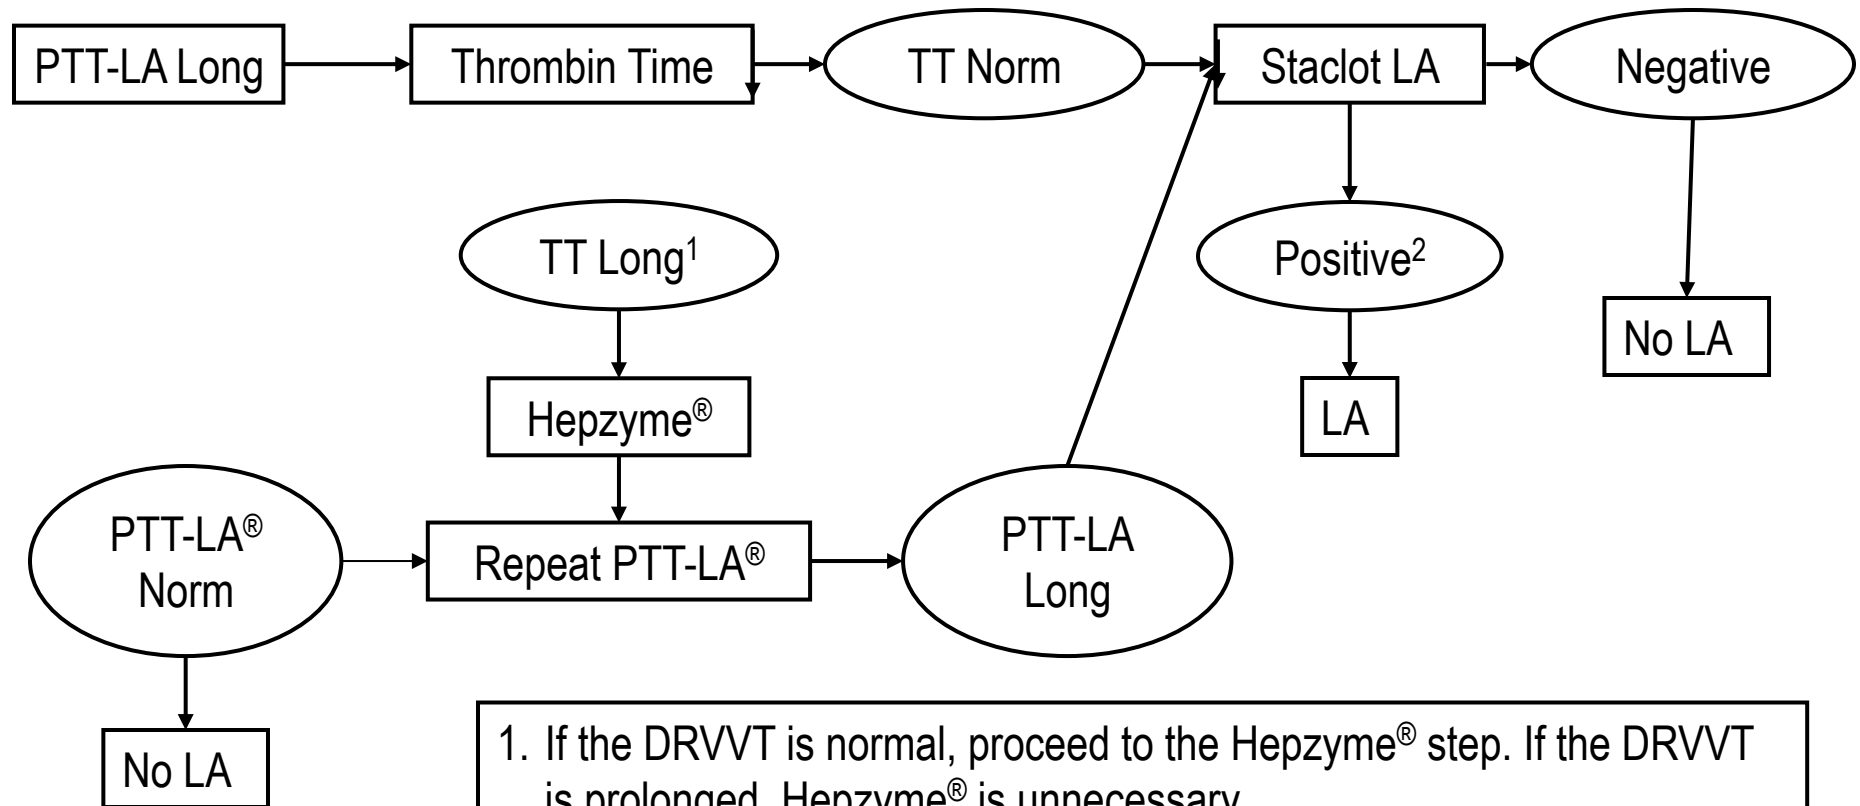 PTT-LA Long
Thrombin Time
TT Norm
Staclot LA
Negative
TT Long¹
Positive²
No LA
Hepzyme®
LA
PTT-LA®
Norm
Repeat PTT-LA®
PTT-LA
Long
No LA
1. If the DRVVT is normal, proceed to the Hepzyme® step. If the DRVVT
is prolonged, Hepzyme® is unnecessary